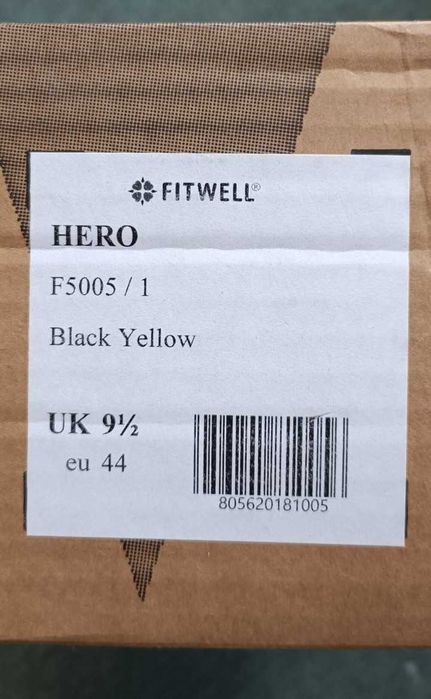 FITWELL®
HERO
F5005 / 1
Black Yellow
UK 9½
eu 44
805620181005